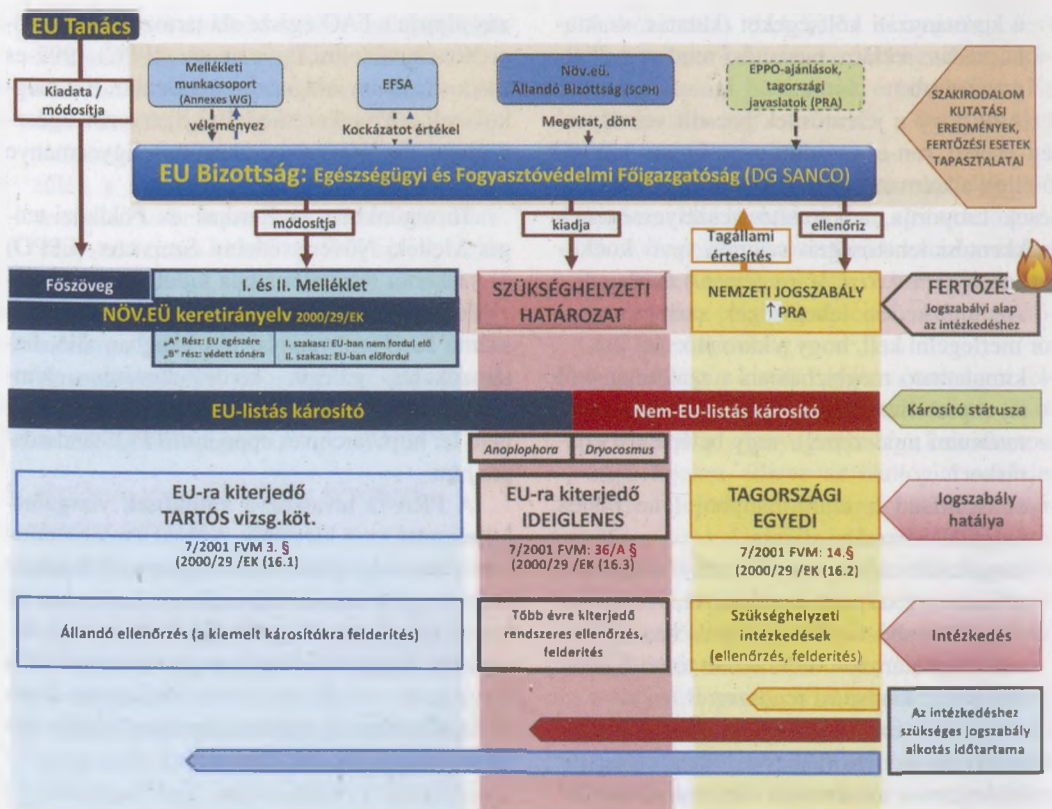 EU Tanács
Kiadata /
módosítja
Mellékleti
munkacsoport
(Annexes WG)
véleményez
EFSA
Kockázatot értékel
Növ.eü.
Állandó Bizottság (SCPH)
Megvitat, dönt
EPPO-ajánlások,
tagországi
javaslatok (PRA)
SZAKIRODALOM
KUTATÁSI
EREDMÉNYEK,
FERTŐZÉSI ESETEK
TAPASZTALATAI
EU Bizottság: Egészségügyi és Fogyasztóvédelmi Főigazgatóság (DG SANCO)
módosítja
kiadja
Tagállami
értesítés
ellenőriz
Főszöveg
I. és II. Melléklet
NÖV.EÜ keretirányelv 2000/29/EK
„A" Rész: EU egészére
„B" rész: védett zónára
I. szakasz: EU-ban nem fordul elő
II. szakasz: EU-ban előfordul
SZÜKSÉGHELYZETI
HATÁROZAT
NEMZETI JOGSZABÁLY
↑ PRA
FERTŐZÉS
Jogszabályi alap
az intézkedéshez
EU-listás károsító
Nem-EU-listás károsító
Károsító státusza
Anoplophora
Dryocosmus
EU-ra kiterjedő
TARTÓS vizsg.köt.
7/2001 FVM 3. §
(2000/29 /EK (16.1)
EU-ra kiterjedő
IDEIGLENES
7/2001 FVM: 36/A §
(2000/29 /EK (16.3)
TAGORSZÁGI
EGYEDI
7/2001 FVM: 14.§
(2000/29 /EK (16.2)
Jogszabály
hatálya
Állandó ellenőrzés (a kiemelt károsítókra felderítés)
Több évre kiterjedő
rendszeres ellenőrzés,
felderítés
Szükséghelyzeti
intézkedések
(ellenőrzés, felderítés)
Intézkedés
Az intézkedéshez
szükséges jogszabály
alkotás időtartama